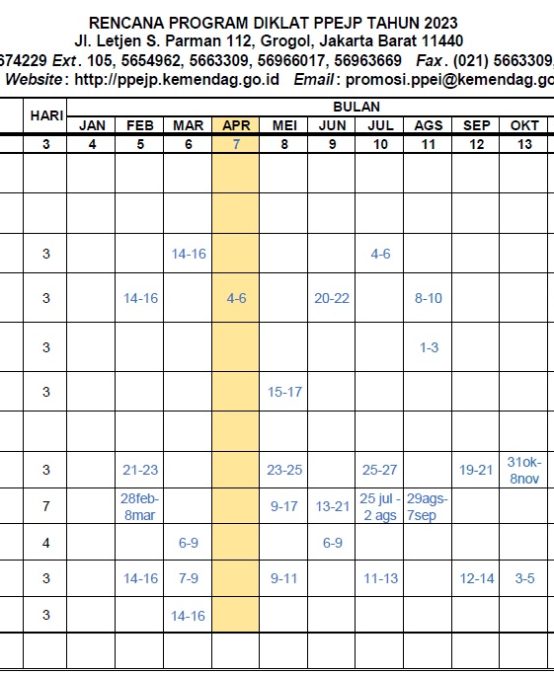 RENCANA PROGRAM DIKLAT PPEJP TAHUN 2023
Jl. Letjen S. Parman 112, Grogol, Jakarta Barat 11440
674229 Ext. 105, 5654962, 5663309, 56966017, 56963669 Fax. (021) 5663309,
Website: http://ppejp.kemendag.go.id Email: promosi.ppei@kemendag.go
HARI BULAN
JAN FEB MAR APR MEI JUN JUL AGS SEP OKT
3 4 5 6 7 8 9 10 11 12 13
3 14-16 4-6
3 14-16 4-6 20-22 8-10
3 1-3
3 15-17
3 21-23 23-25 25-27 19-21 31ok-
8nov
7 28feb-
8mar 9-17 13-21 25 jul -
2 ags 29ags-
7sep
4 6-9 6-9
3 14-16 7-9 9-11 11-13 12-14 3-5
3 14-16